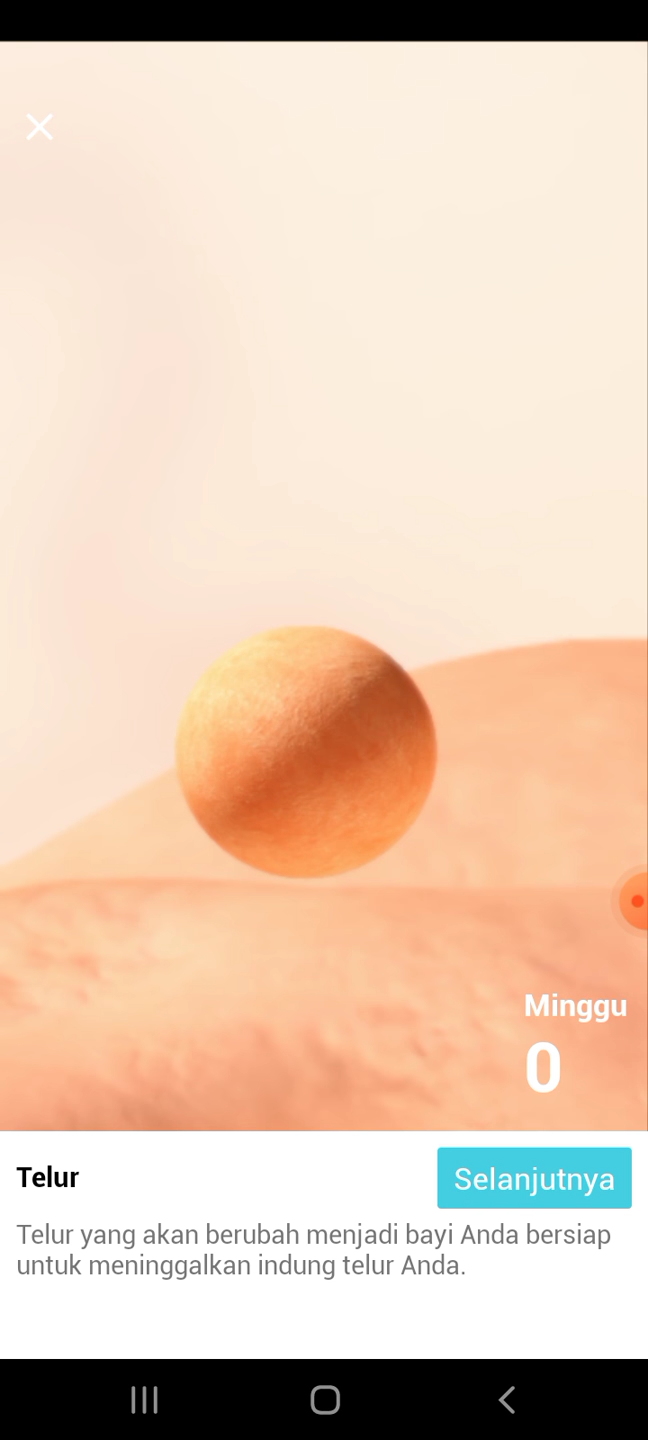 Minggu
0
Telur
Selanjutnya
Telur yang akan berubah menjadi bayi Anda bersiap
untuk meninggalkan indung telur Anda.